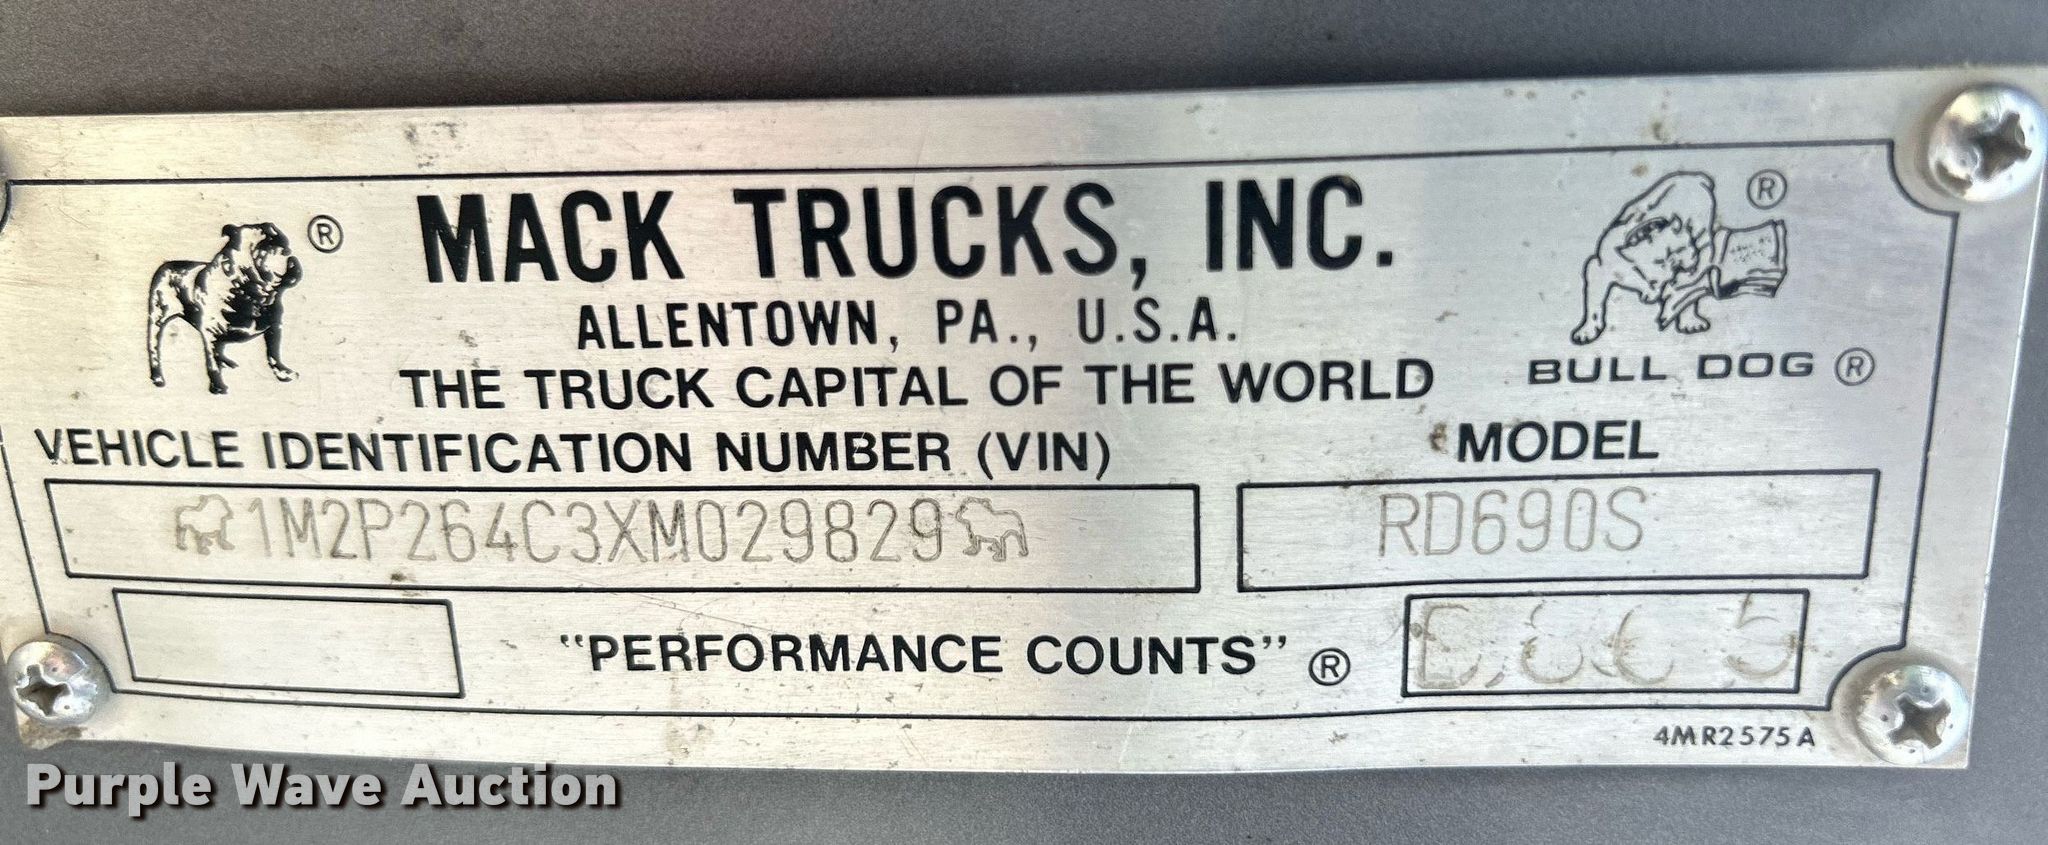 ® MACK TRUCKS, INC. ®
ALLENTOWN, PA., U.S.A.
THE TRUCK CAPITAL OF THE WORLD
BULL DOG ®
VEHICLE IDENTIFICATION NUMBER (VIN)
MODEL
1M2P264C3XM029829
RD690S
"PERFORMANCE COUNTS" ®
4MR2575A
Purple Wave Auction